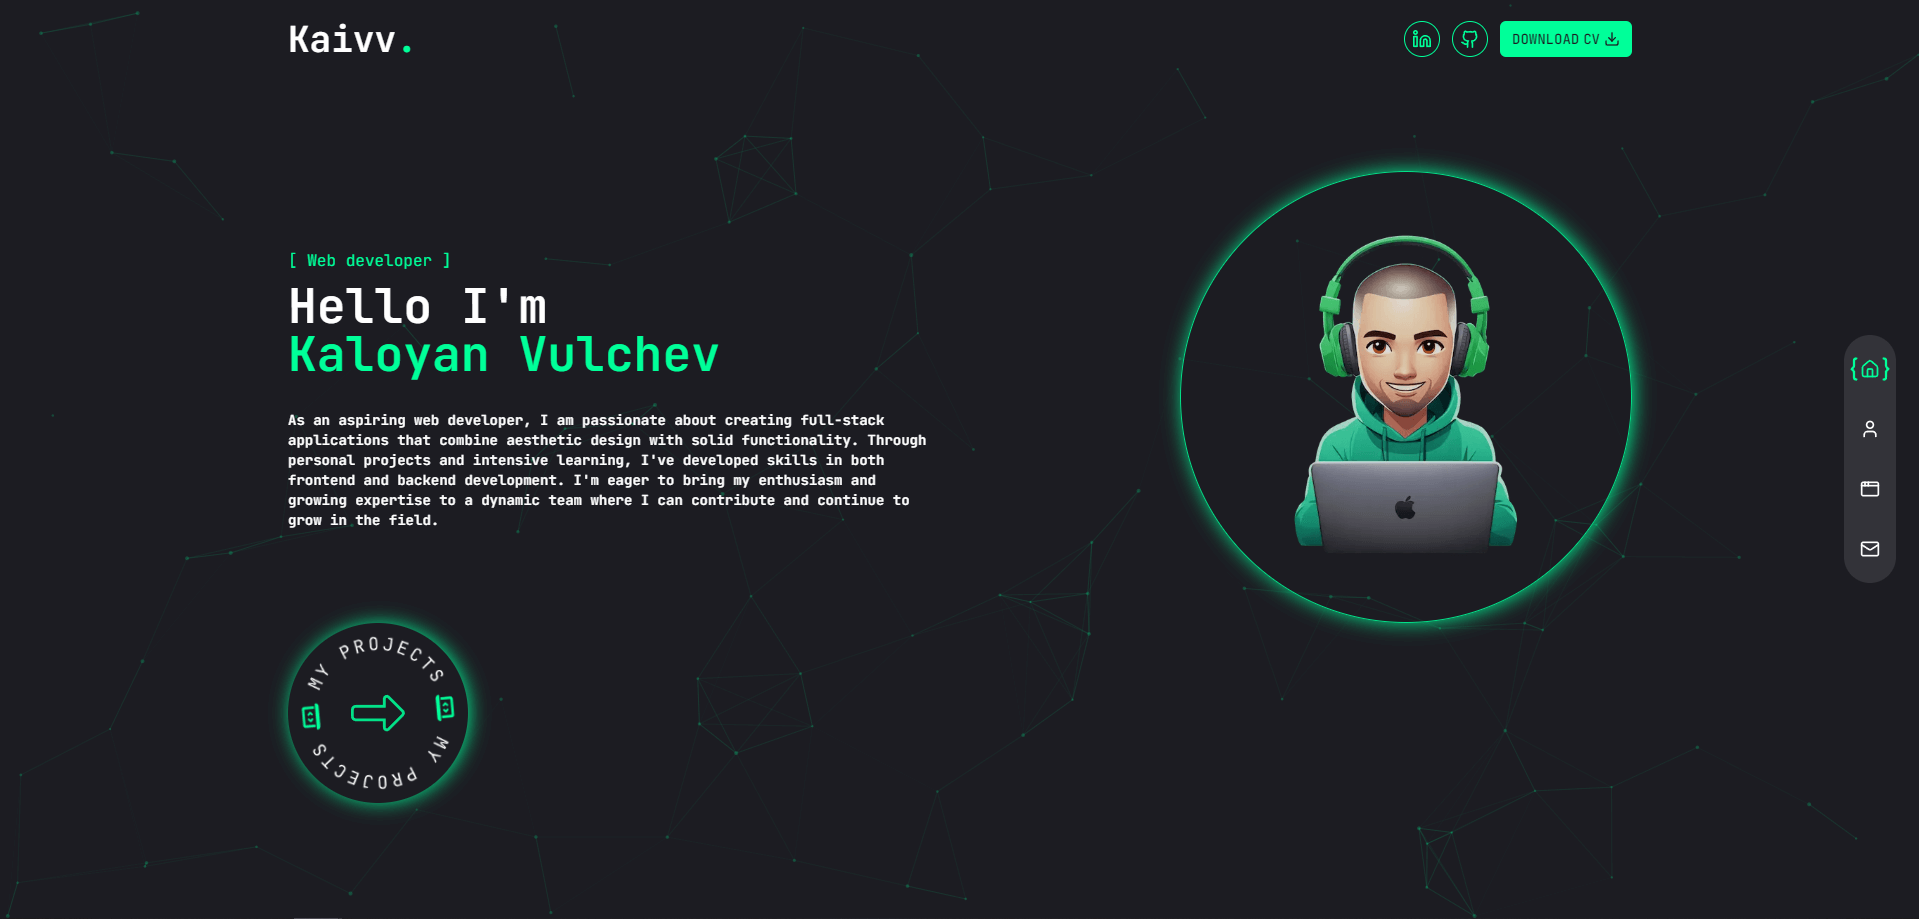 Kaivv.
DOWNLOAD CV
[ Web developer ]
Hello I'm
Kaloyan Vulchev
As an aspiring web developer, I am passionate about creating full-stack
applications that combine aesthetic design with solid functionality. Through
personal projects and intensive learning, I've developed skills in both
frontend and backend development. I'm eager to bring my enthusiasm and
growing expertise to a dynamic team where I can contribute and continue to
grow in the field.
MY PROJECTS
MY PROJECTS